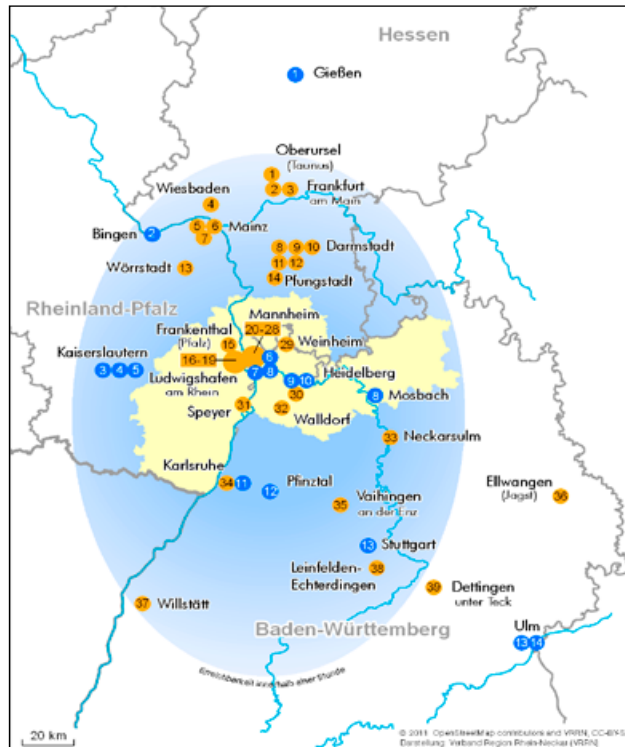 Hessen
1
Gießen
Oberursel
(Taunus)
1
2 3 Frankfurt
am Main
Wiesbaden
4
5 6 Mainz
7
Bingen 2
8 9 10 Darmstadt
11 12
Wörrstadt
13
14
Pfungstadt
Rheinland-Pfalz
Mannheim
20-28
Frankenthal
(Pfalz)
15
29 Weinheim
16-19
6
Kaiserslautern
3 4 5
7 8
Ludwigshafen
am Rhein
9 10 Heidelberg
30
8 Mosbach
Speyer 31
32
Walldorf
33
Neckarsulm
Karlsruhe
34 11
12
Pfinztal
Ellwangen
(Jagst)
36
35
Vaihingen
an der Enz
13 Stuttgart
Leinfelden-
Echterdingen
38
39 Dettingen
unter Teck
37 Willstätt
Baden-Württemberg
Ulm
13 14
Erreichbarkeit innerhalb einer Stunde
20 km
© 2011 OpenStreetMap contributors and VRRN, CC-BY-S
Darstellung: Verband Region Rhein-Neckar (VRRN)